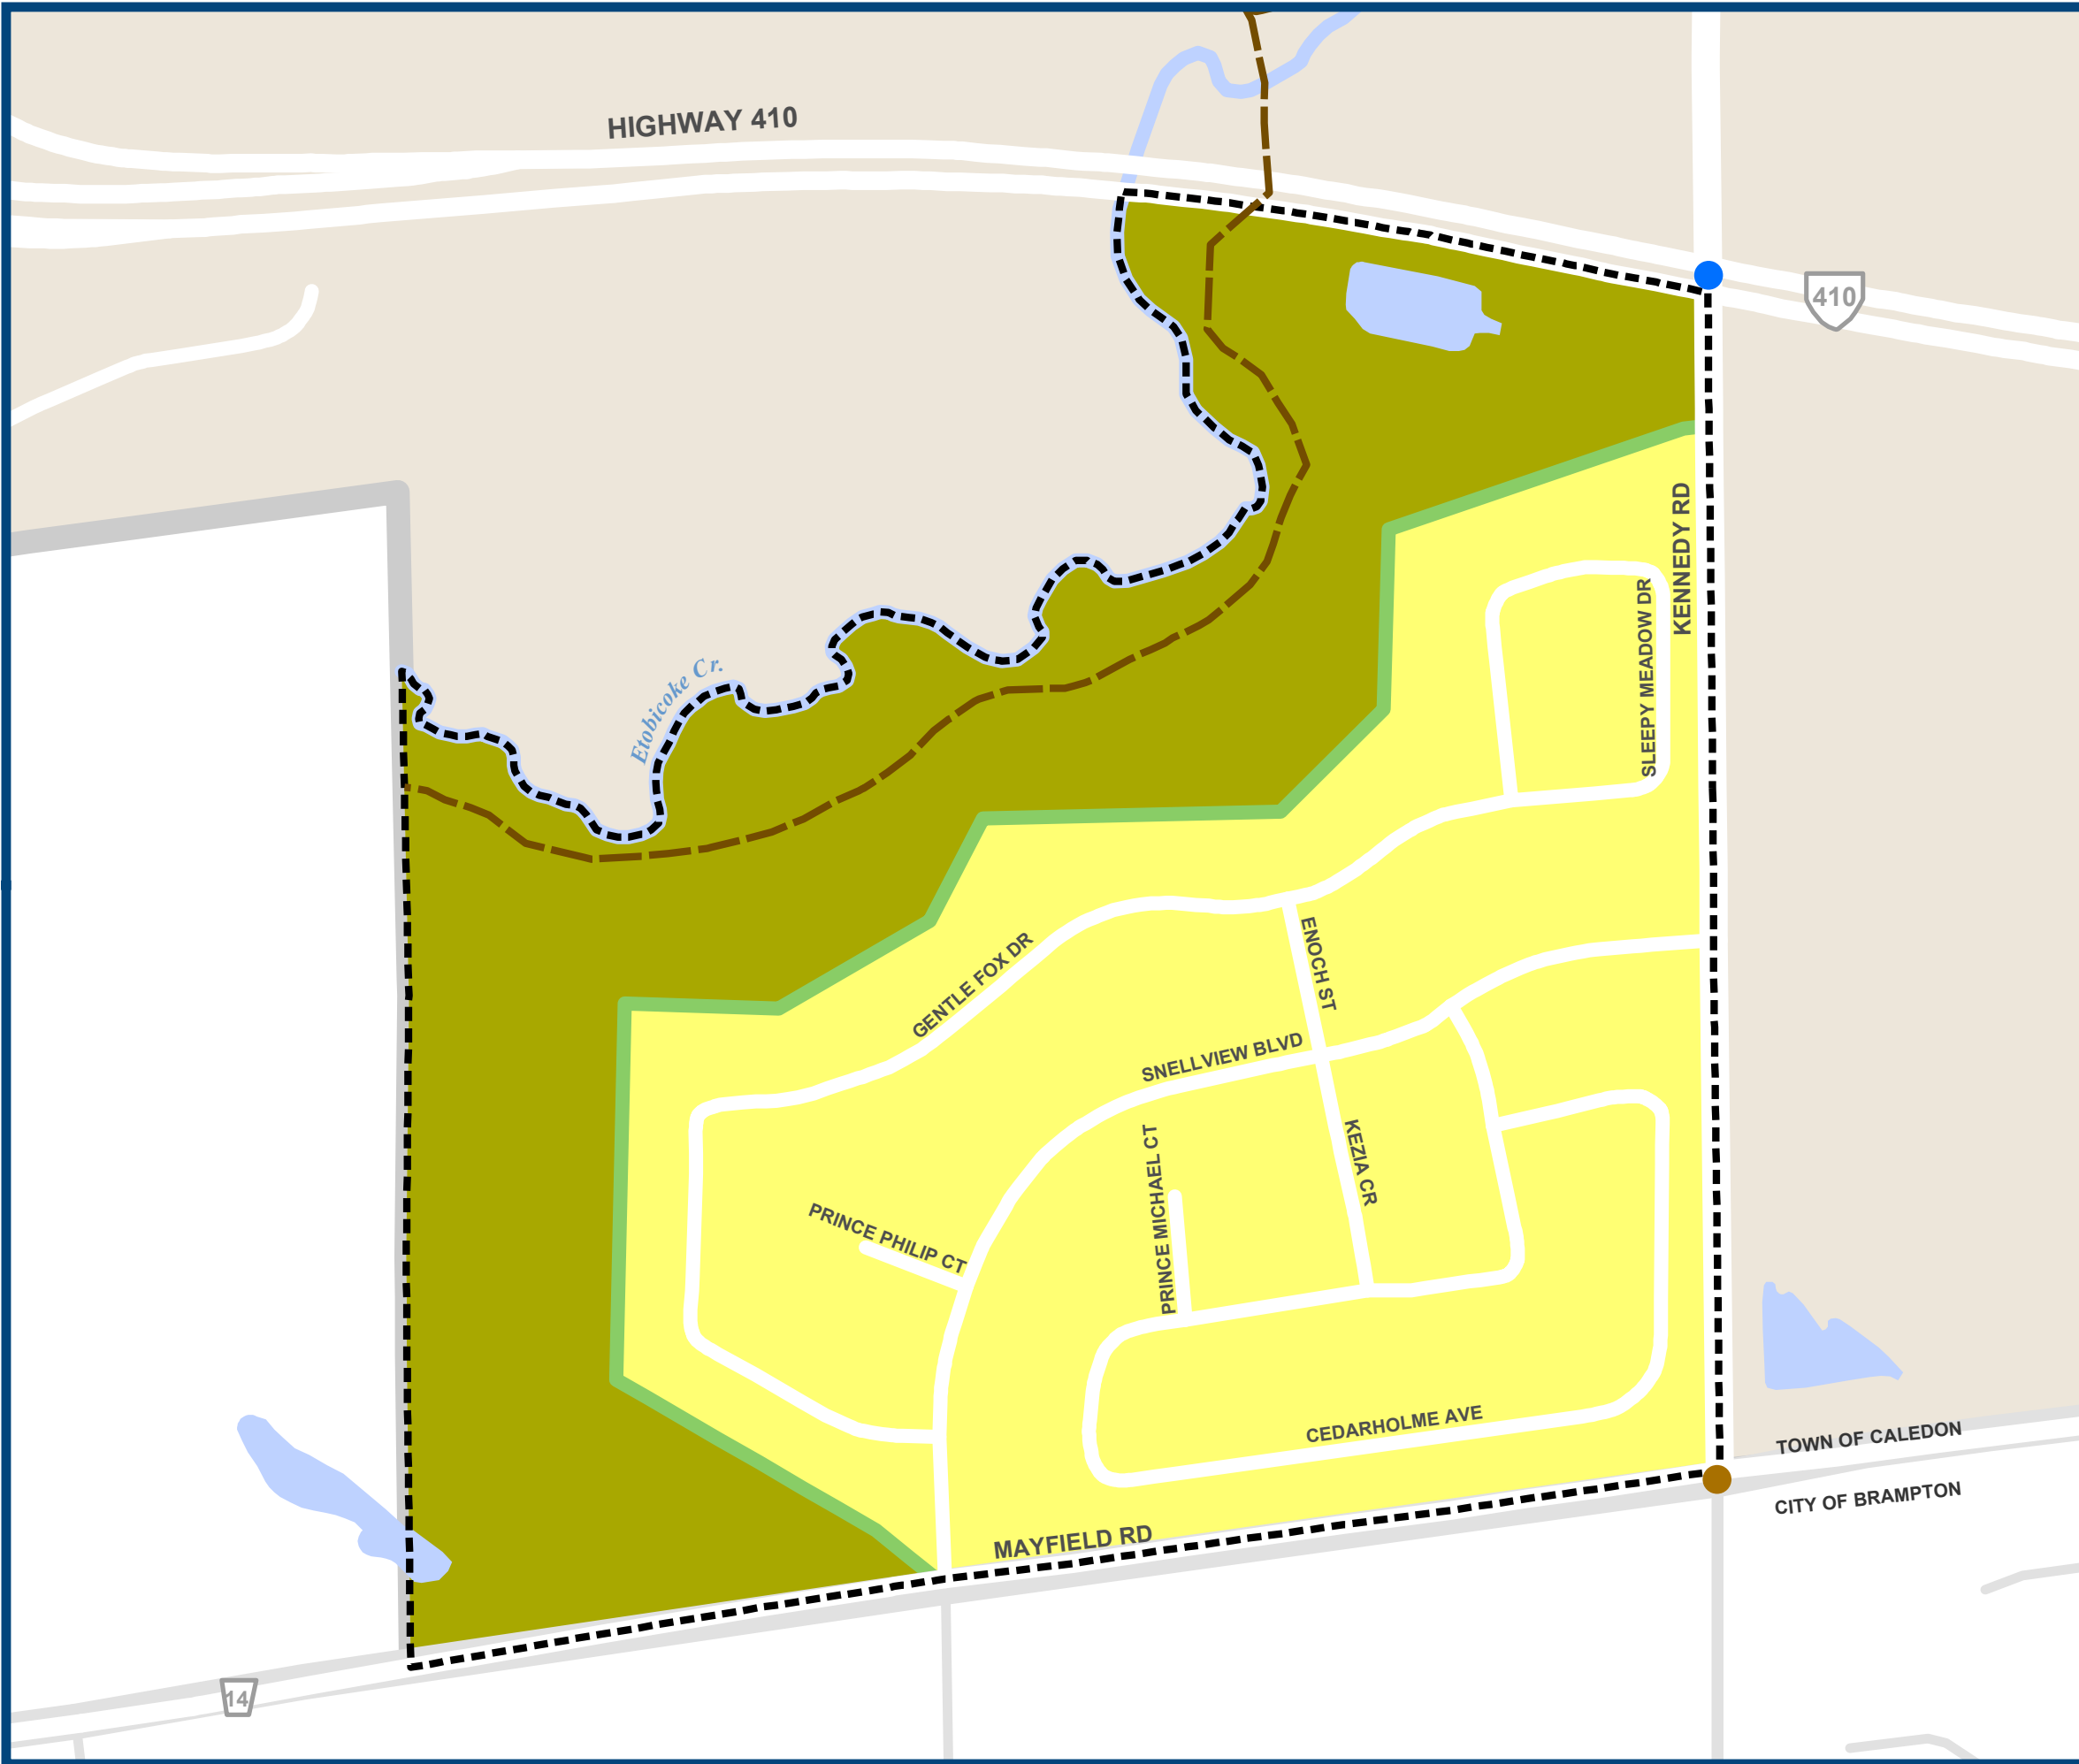 HIGHWAY 410
410
KENNEDY RD
SLEEPY MEADOW DR
Etobicoke Cr.
GENTLE FOX DR
ENOCH ST
SNELLVIEW BLVD
KEZIA CR
PRINCE MICHAEL CT
PRINCE PHILIP CT
CEDARHOLME AVE
TOWN OF CALEDON
CITY OF BRAMPTON
MAYFIELD RD
14